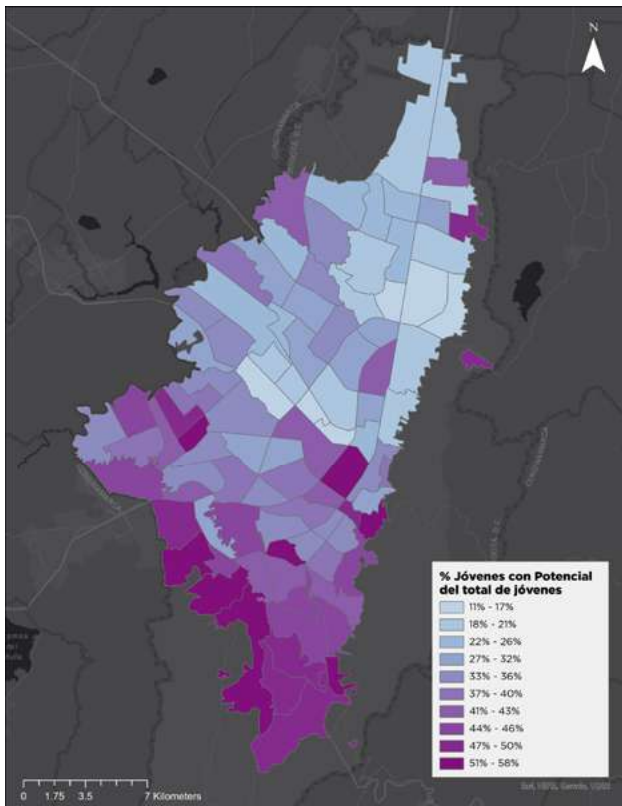 N
% Jóvenes con Potencial
del total de jóvenes
11% - 17%
18% - 21%
22% - 26%
27% - 32%
33% - 36%
37% - 40%
41% - 43%
44% - 46%
47% - 50%
51% - 58%
0 1.75 3.5 7 Kilometers